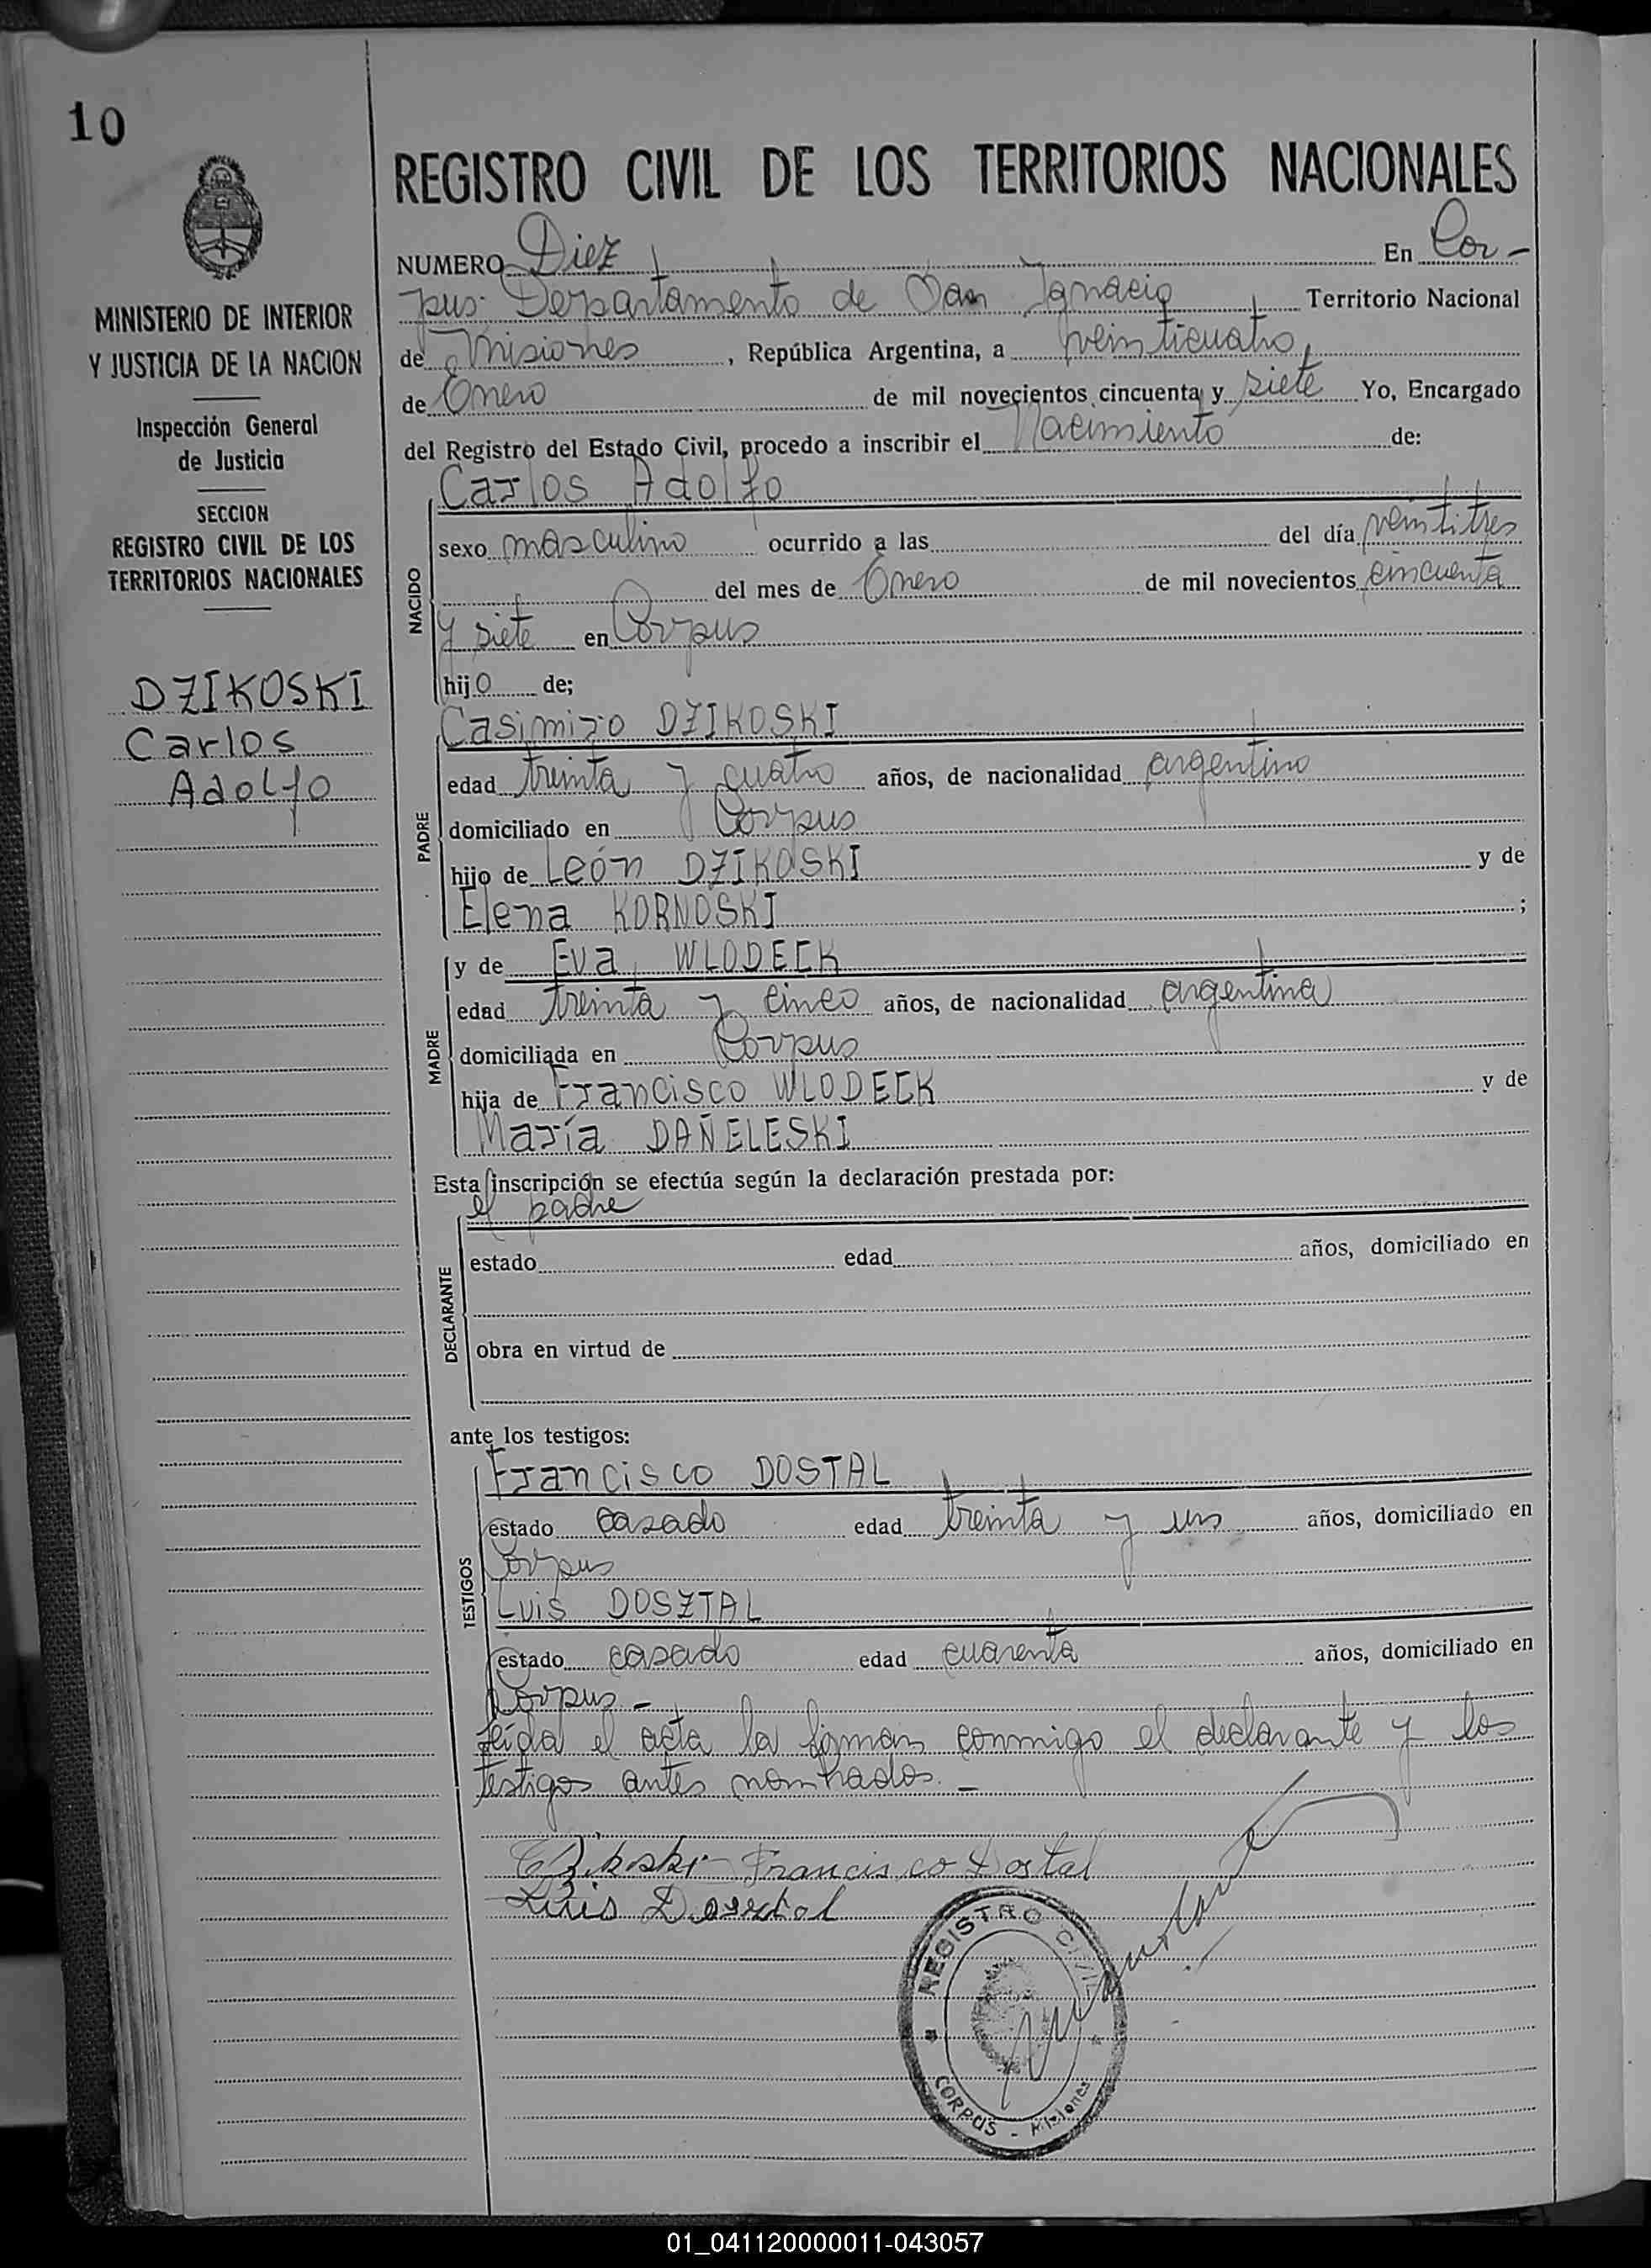 10
MINISTERIO DE INTERIOR
Y JUSTICIA DE LA NACION
Inspección General
de Justicia
SECCION
REGISTRO CIVIL DE LOS
TERRITORIOS NACIONALES
DZIKOSKI
Carlos
Adolfo
REGISTRO CIVIL DE LOS TERRITORIOS NACIONALES
NUMERO Diez En Cor-
pus. Departamento de San Ignacio Territorio Nacional
de Misiones, República Argentina, a veinticuatro
de Enero de mil novecientos cincuenta y siete Yo, Encargado
del Registro del Estado Civil, procedo a inscribir el Nacimiento de:
NACIDO
Carlos Adolfo
sexo masculino ocurrido a las del día veintitres
del mes de Enero de mil novecientos cincuenta
y siete en Corpus
hijo de;
PADRE
Casimiro DZIKOSKI
edad treinta y cuatro años, de nacionalidad argentino
domiciliado en Corpus
hijo de León DZIKOSKI y de
Elena KORNOSKI;
MADRE
y de Eva WLODECK
edad treinta y cinco años, de nacionalidad argentina
domiciliada en Corpus
hija de Francisco WLODECK y de
María DAÑELESKI
Esta inscripción se efectúa según la declaración prestada por:
DECLARANTE
el padre
estado edad años, domiciliado en
obra en virtud de
ante los testigos:
TESTIGOS
Francisco DOSTAL
estado casado edad treinta y un años, domiciliado en
Corpus
Luis DOSZTAL
estado casado edad cuarenta años, domiciliado en
Corpus.-
Leída el acta la firman conmigo el declarante y los
testigos antes nombrados.-
Francisco Dostal
Luis
REGISTRO CIVIL
CORPUS - Misiones
01_041120000011-043057